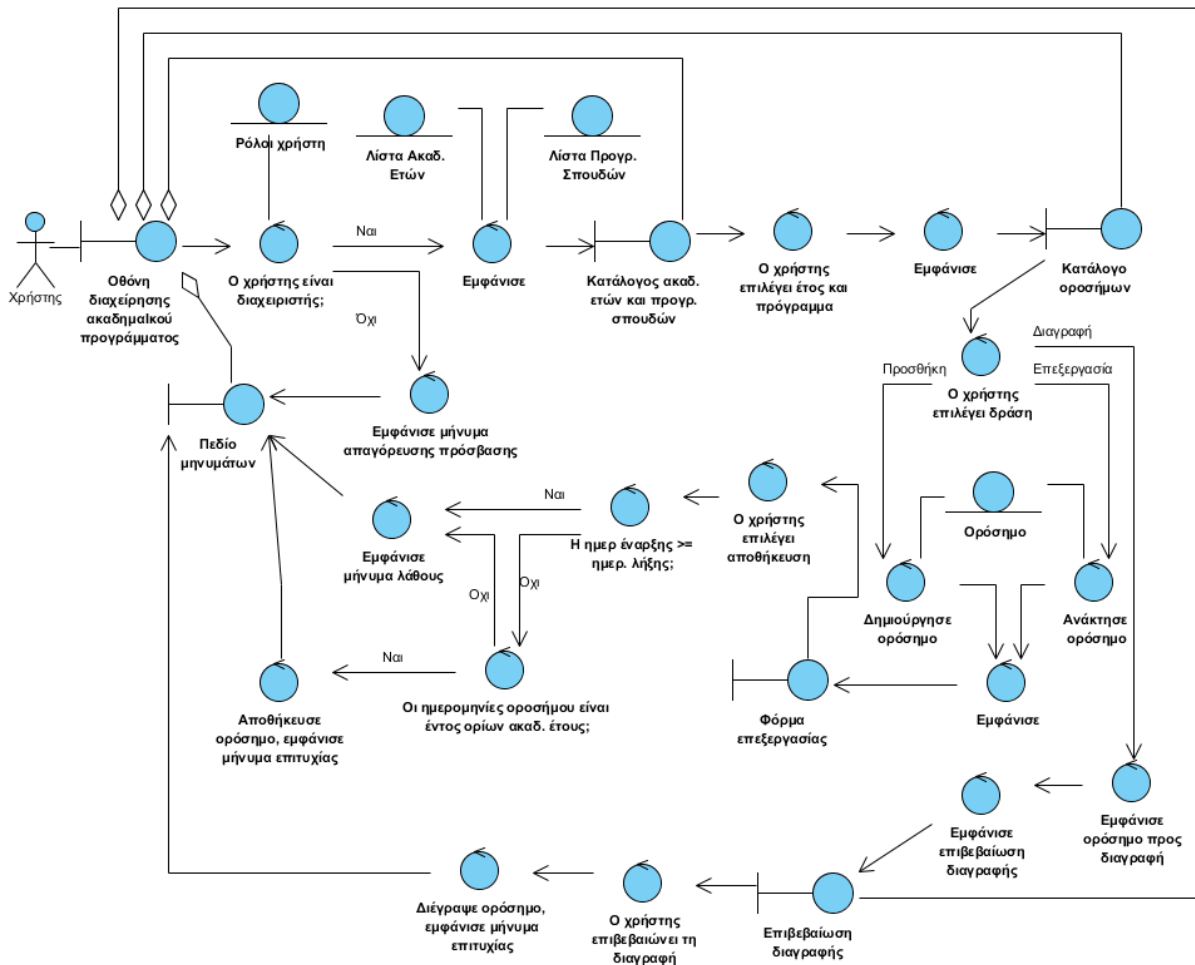 Ρόλοι χρήστη
Λίστα Ακαδ.
Ετών
Λίστα Προγρ.
Σπουδών
Χρήστης
Οθόνη
διαχείρησης
ακαδημαΙκού
προγράμματος
Ο χρήστης είναι
διαχειριστής;
Ναι
Όχι
Εμφάνισε
Κατάλογος ακαδ.
ετών και προγρ.
σπουδών
Ο χρήστης
επιλέγει έτος και
πρόγραμμα
Εμφάνισε
Κατάλογο
οροσήμων
Διαγραφή
Προσθήκη
Επεξεργασία
Ο χρήστης
επιλέγει δράση
Πεδίο
μηνυμάτων
Εμφάνισε μήνυμα
απαγόρευσης πρόσβασης
Ναι
Εμφάνισε
μήνυμα λάθους
Η ημερ έναρξης >=
ημερ. λήξης;
Ο χρήστης
επιλέγει
αποθήκευση
Ορόσημο
Οχι
Οχι
Δημιούργησε
ορόσημο
Ανάκτησε
ορόσημο
Ναι
Αποθήκευσε
ορόσημο, εμφάνισε
μήνυμα επιτυχίας
Οι ημερομηνίες οροσήμου είναι
εντός ορίων ακαδ. έτους;
Φόρμα
επεξεργασίας
Εμφάνισε
Εμφάνισε
επιβεβαίωση
διαγραφής
Εμφάνισε
ορόσημο προς
διαγραφή
Διέγραψε ορόσημο,
εμφάνισε μήνυμα
επιτυχίας
Ο χρήστης
επιβεβαιώνει τη
διαγραφή
Επιβεβαίωση
διαγραφής